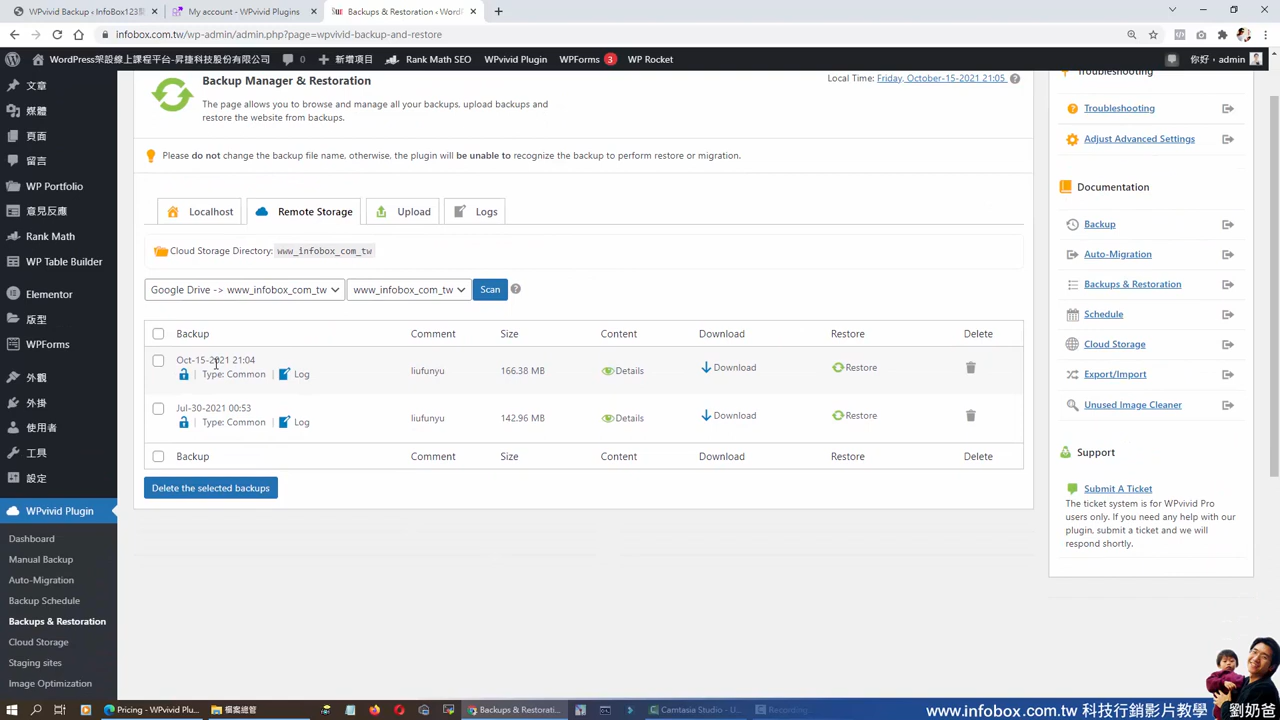 WPvivid Backup ‹ InfoBox123
My account - WPvivid Plugins
Backups & Restoration ‹ WordPr
infobox.com.tw/wp-admin/admin.php?page=wpvivid-backup-and-restore
WordPress架設線上課程平台-昇捷科技股份有限公司 0 新增項目 Rank Math SEO WPvivid Plugin WPForms 3 WP Rocket 你好，admin
文章
媒體
頁面
留言
WP Portfolio
意見反應
Rank Math
WP Table Builder
Elementor
版型
WPForms
外觀
外掛
使用者
工具
設定
WPvivid Plugin
Dashboard
Manual Backup
Auto-Migration
Backup Schedule
Backups & Restoration
Cloud Storage
Staging sites
Image Optimization
Backup Manager & Restoration
Local Time: Friday, October-15-2021 21:05
The page allows you to browse and manage all your backups, upload backups and
restore the website from backups.
Please do not change the backup file name, otherwise, the plugin will be unable to recognize the backup to perform restore or migration.
Localhost Remote Storage Upload Logs
Cloud Storage Directory: www_infobox_com_tw
Google Drive -> www_infobox_com_tw www_infobox_com_tw Scan
Backup Comment Size Content Download Restore Delete
Oct-15-2021 21:04
| Type: Common | Log liufunyu 166.38 MB Details Download Restore
Jul-30-2021 00:53
| Type: Common | Log liufunyu 142.96 MB Details Download Restore
Backup Comment Size Content Download Restore Delete
Delete the selected backups
Troubleshooting
Troubleshooting
Adjust Advanced Settings
Documentation
Backup
Auto-Migration
Backups & Restoration
Schedule
Cloud Storage
Export/Import
Unused Image Cleaner
Support
Submit A Ticket
The ticket system is for WPvivid Pro
users only. If you need any help with our
plugin, submit a ticket and we will
respond shortly.
Pricing - WPvivid Plu...
檔案總管
Backups & Restorati...
Camtasia Studio - U...
Recording...
www.infobox.com.tw 科技行銷影片教學 劉奶爸